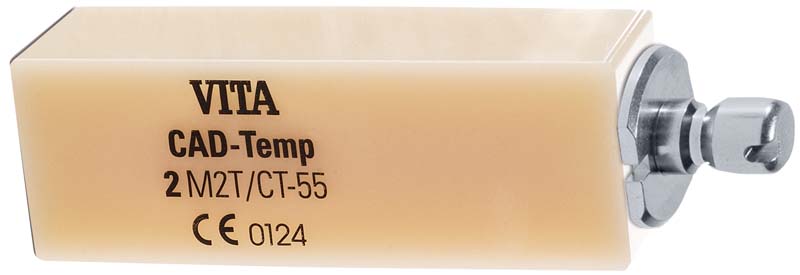 VITA
CAD-Temp
2 M2T/CT-55
CE 0124